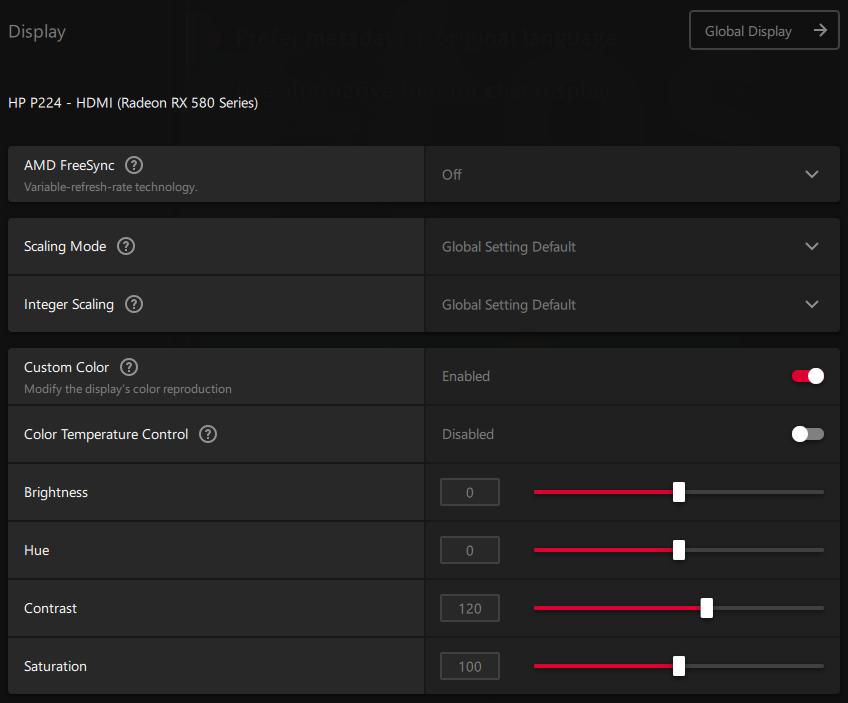 Display
Global Display
HP P224 - HDMI (Radeon RX 580 Series)
AMD FreeSync
Variable-refresh-rate technology.
Off
Scaling Mode
Global Setting Default
Integer Scaling
Global Setting Default
Custom Color
Modify the display's color reproduction
Enabled
Color Temperature Control
Disabled
Brightness
0
Hue
0
Contrast
120
Saturation
100